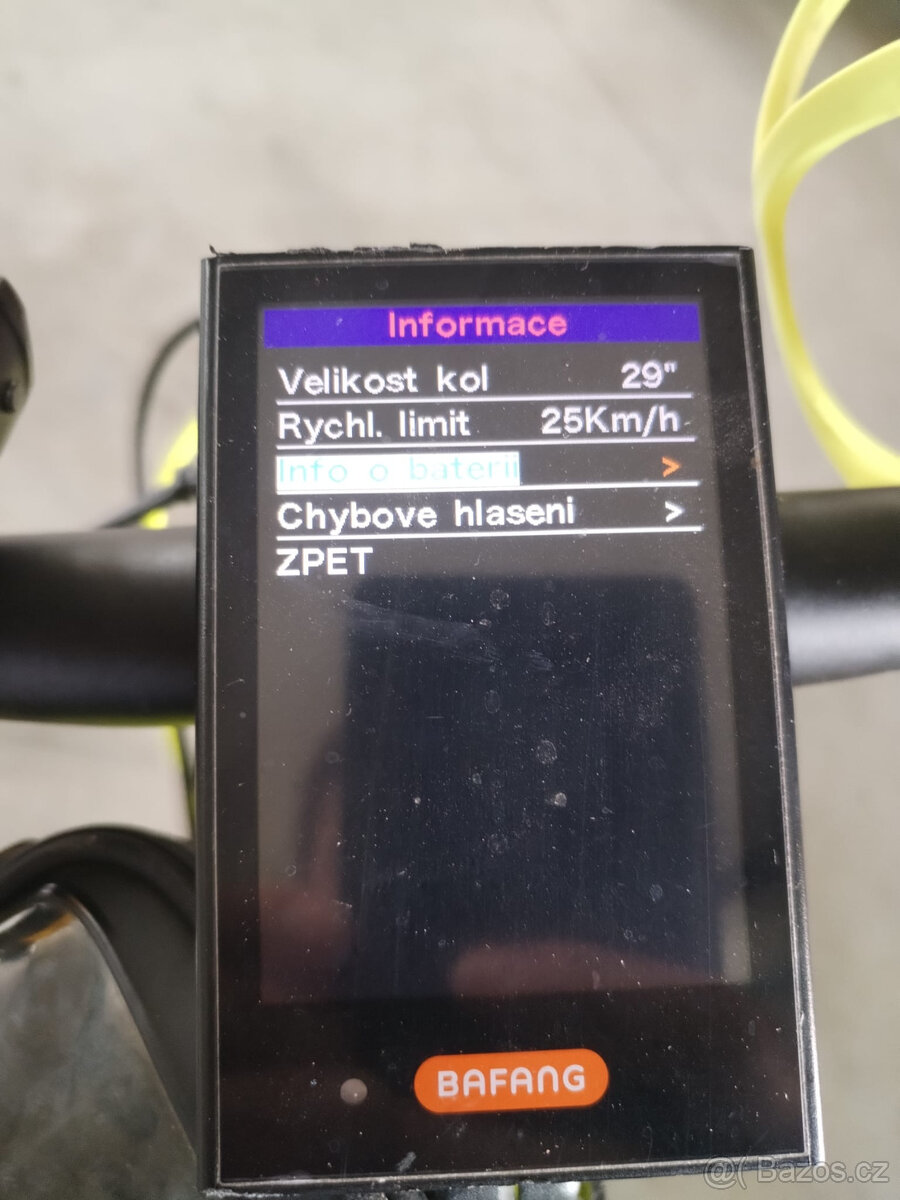 Informace
Velikost kol 29"
Rychl. limit 25Km/h
Info o baterii >
Chybove hlaseni >
ZPET
BAFANG
@( Bazos.cz